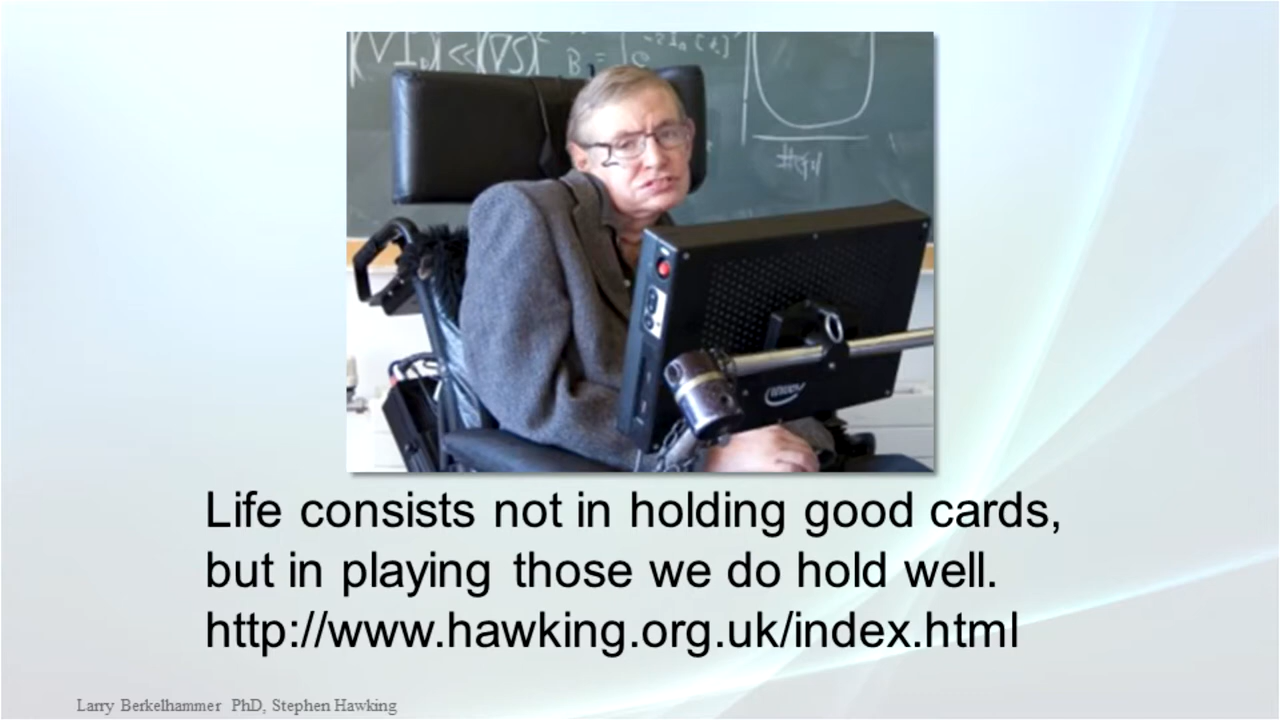 Life consists not in holding good cards,
but in playing those we do hold well.
http://www.hawking.org.uk/index.html
Larry Berkelhammer PhD, Stephen Hawking